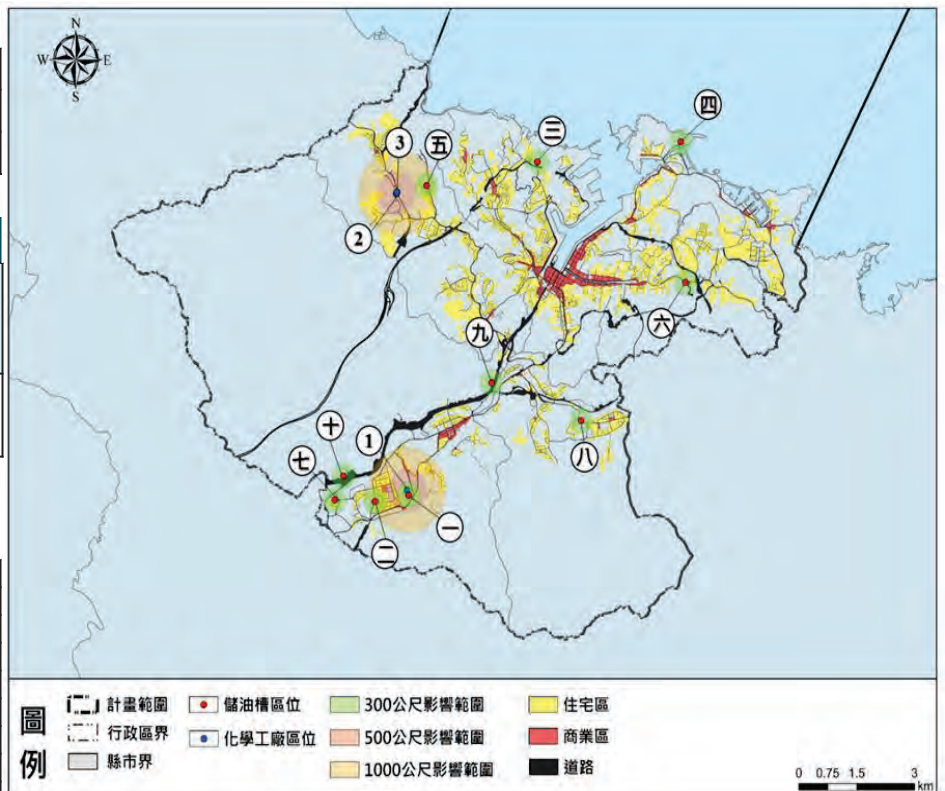 N
W E
S
四
三
3
五
2
六
九
十
1
八
七
一
二
圖例
計畫範圍
行政區界
縣市界
儲油槽區位
化學工廠區位
300公尺影響範圍
500公尺影響範圍
1000公尺影響範圍
住宅區
商業區
道路
0 0.75 1.5 3
km